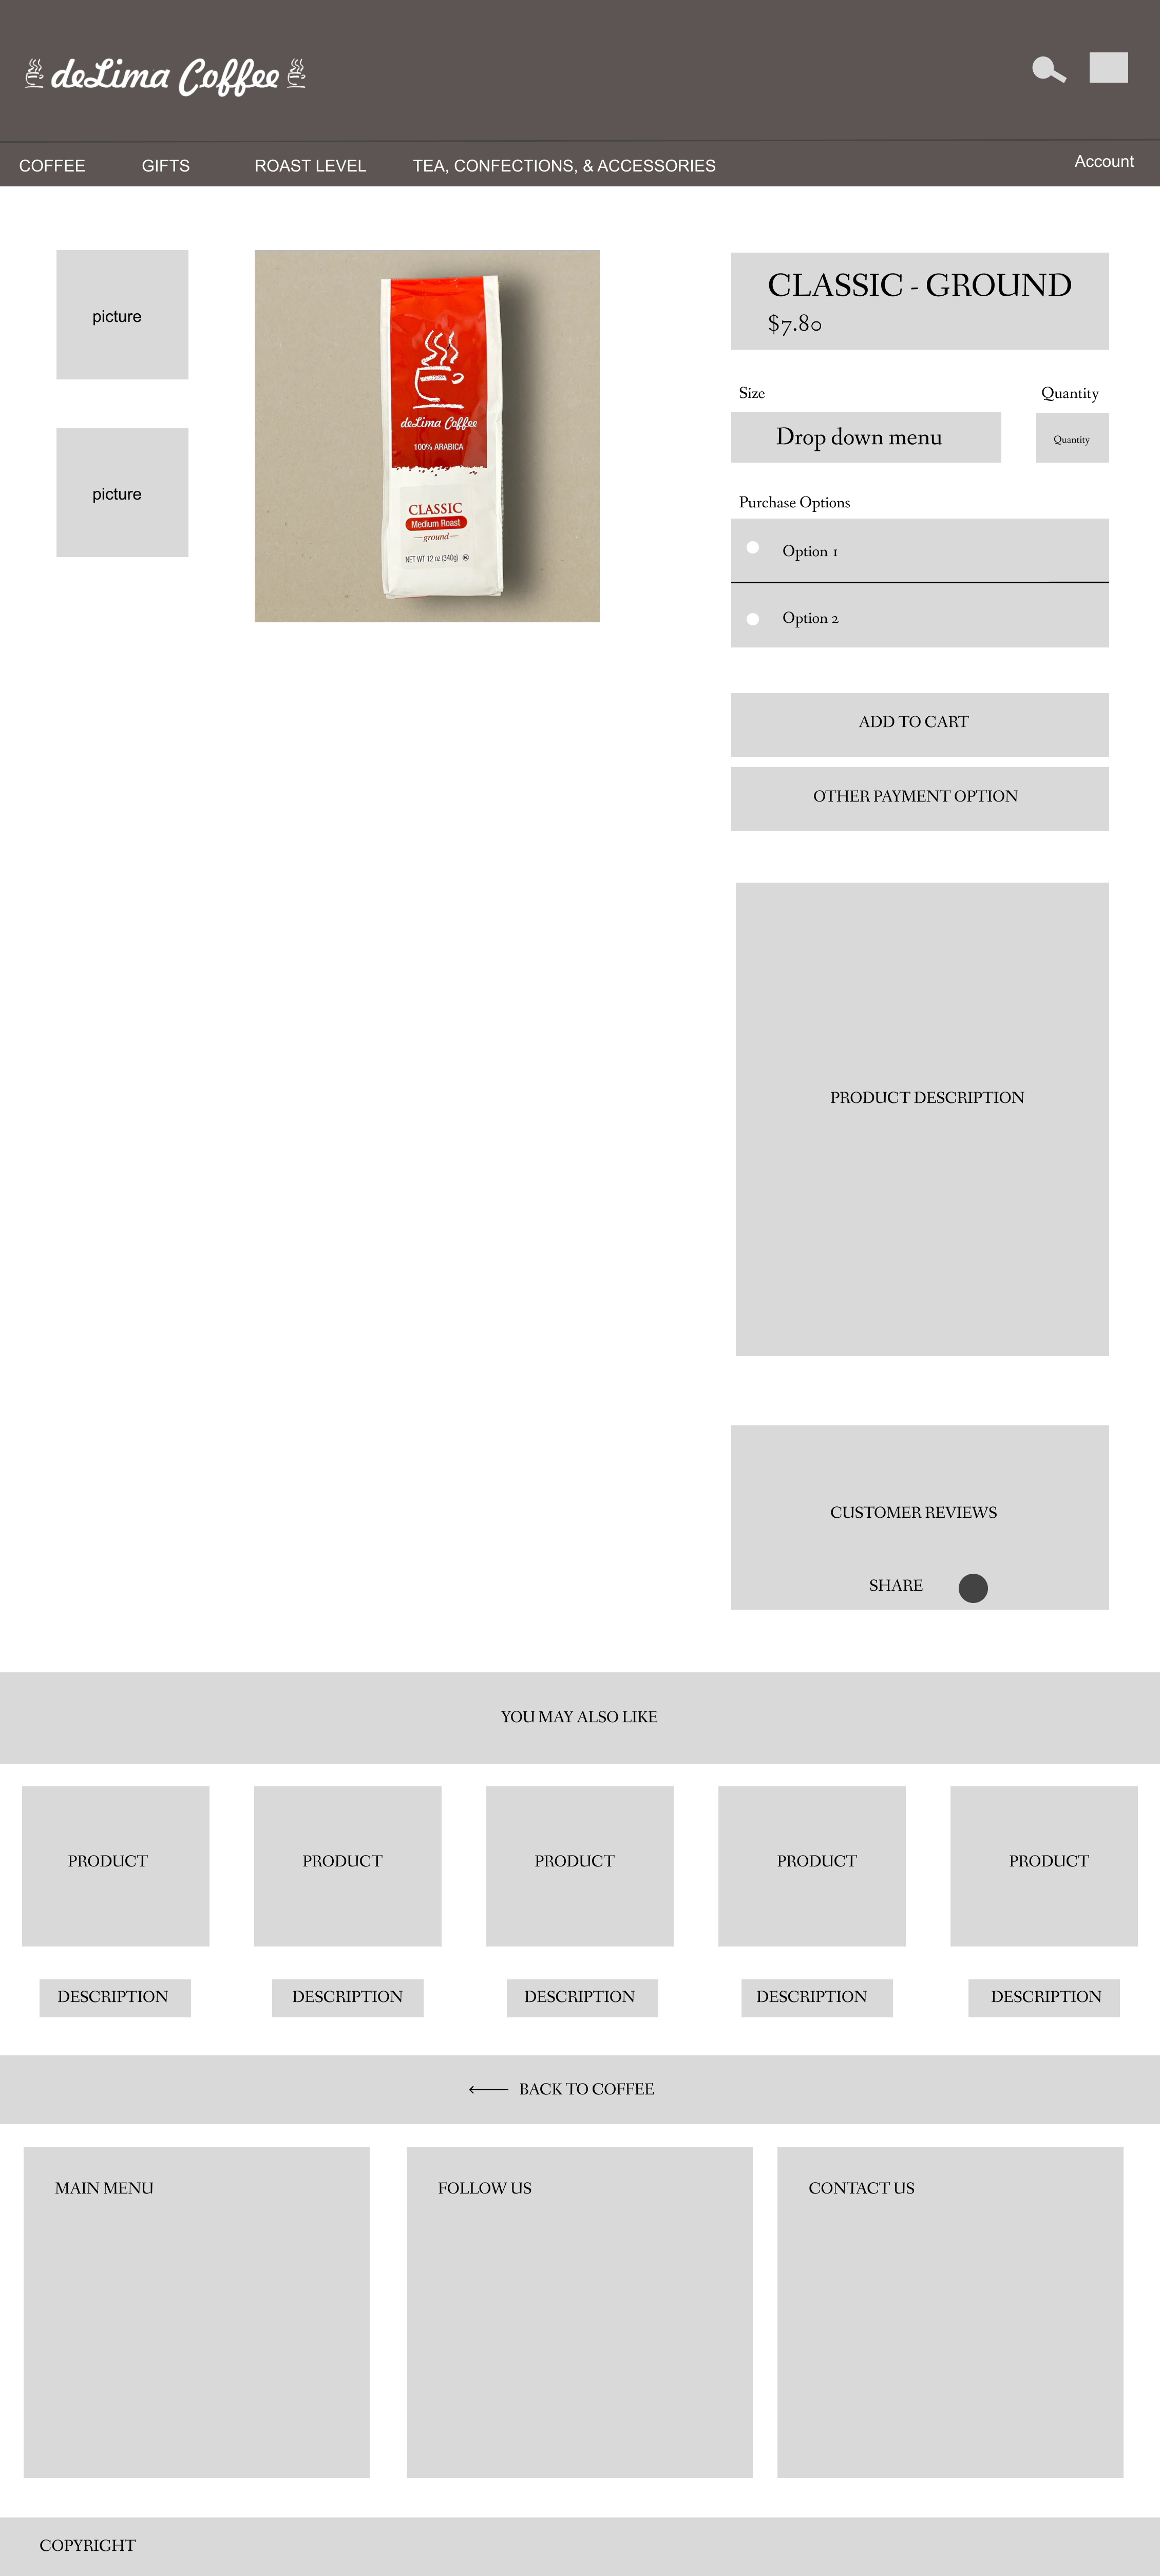 deLima Coffee
COFFEE GIFTS ROAST LEVEL TEA, CONFECTIONS, & ACCESSORIES Account
picture
picture
deLima Coffee
100% ARABICA
CLASSIC
Medium Roast
ground
NET WT 12 oz (340g)
CLASSIC - GROUND
$7.80
Size Quantity
Drop down menu Quantity
Purchase Options
Option 1
Option 2
ADD TO CART
OTHER PAYMENT OPTION
PRODUCT DESCRIPTION
CUSTOMER REVIEWS
SHARE
YOU MAY ALSO LIKE
PRODUCT PRODUCT PRODUCT PRODUCT PRODUCT
DESCRIPTION DESCRIPTION DESCRIPTION DESCRIPTION DESCRIPTION
BACK TO COFFEE
MAIN MENU FOLLOW US CONTACT US
COPYRIGHT